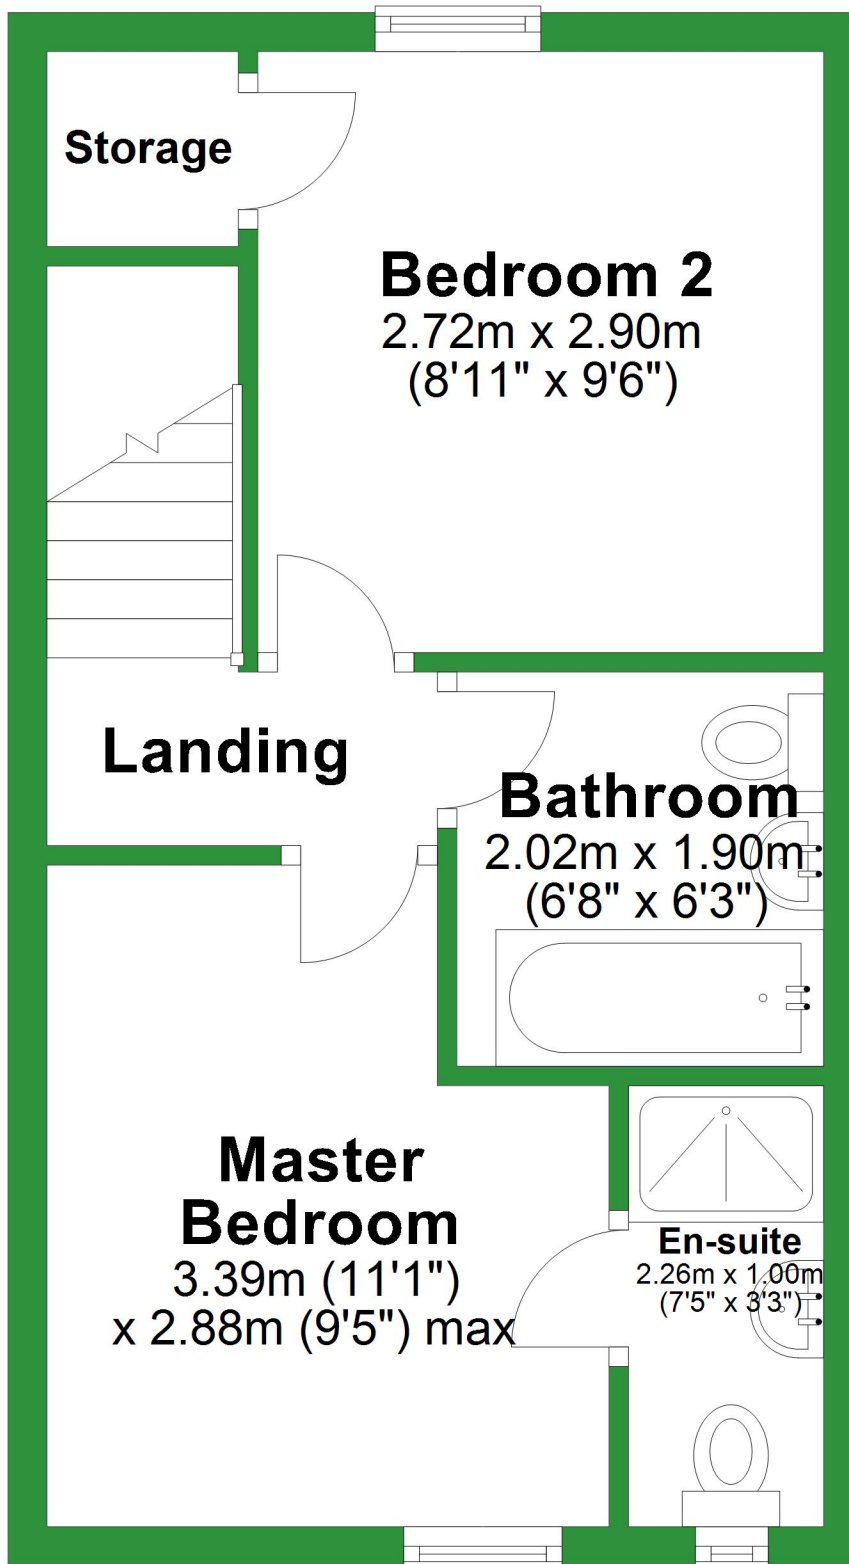 Storage
Bedroom 2
2.72m x 2.90m
(8'11" x 9'6")
Landing
Bathroom
2.02m x 1.90m
(6'8" x 6'3")
Master
Bedroom
3.39m (11'1")
x 2.88m (9'5") max
En-suite
2.26m x 1.00m
(7'5" x 3'3")